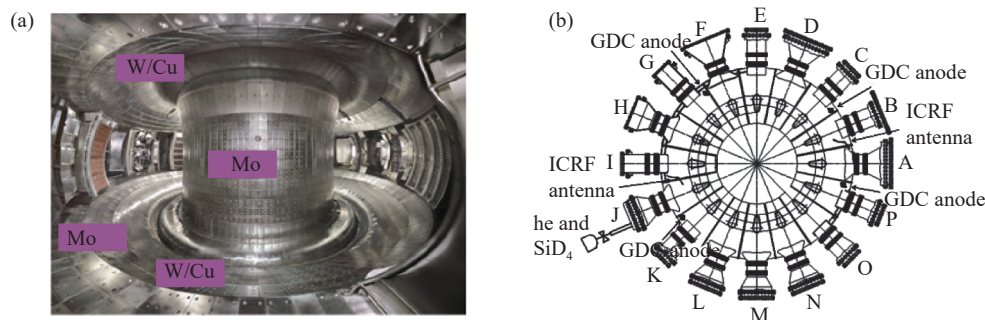 (a)
W/Cu
Mo
Mo
W/Cu
(b)
E
F
D
GDC anode
G
C
GDC anode
H
B
ICRF
antenna
I
A
ICRF
antenna
GDC anode
J
P
he and
SiD₄
GDC anode
K
O
L
N
M